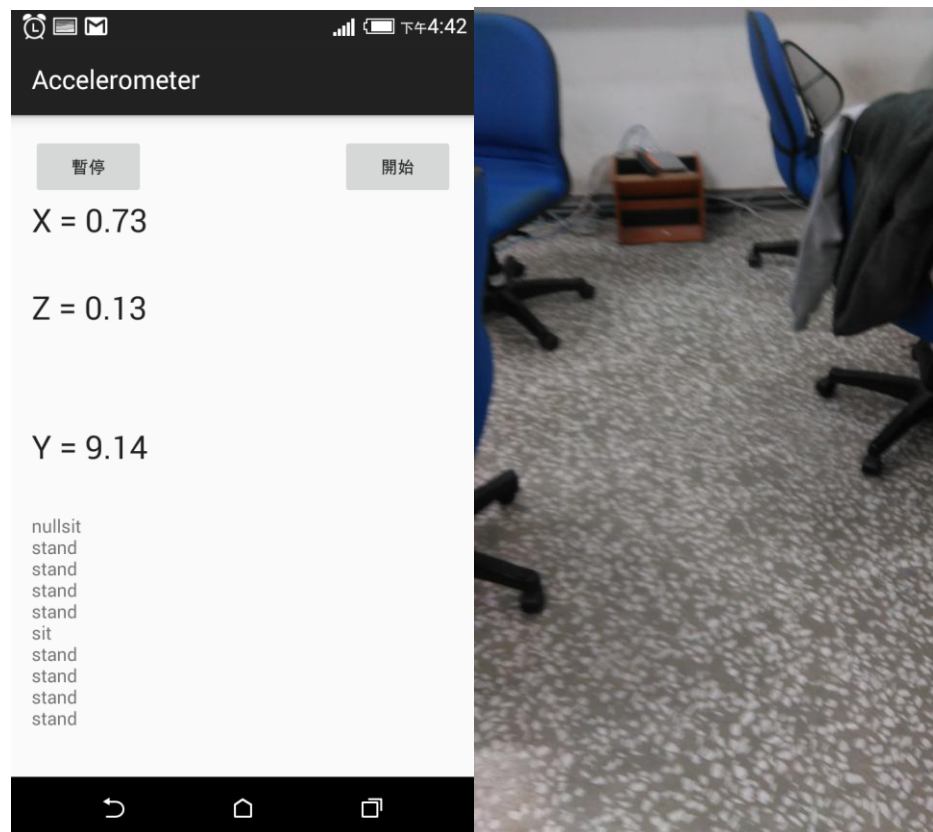 下午4:42
Accelerometer
暫停 開始
X = 0.73
Z = 0.13
Y = 9.14
nullsit
stand
stand
stand
stand
sit
stand
stand
stand
stand